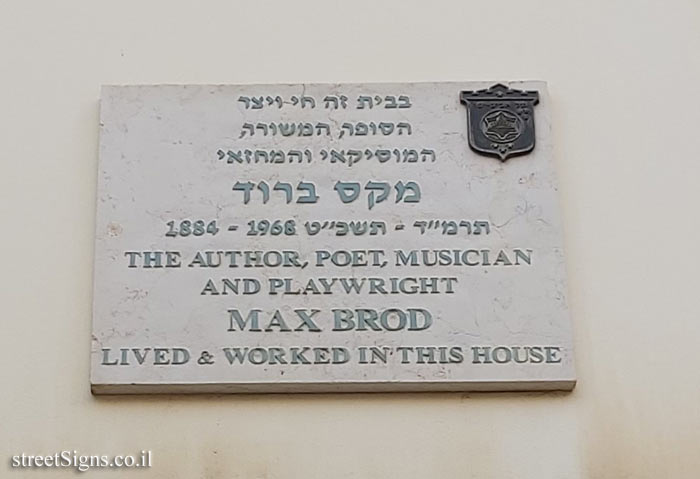 בבית זה חי-ויצר
הסופר, המשורר,
המוסיקאי והמחזאי
מקס ברוד
תרמ״ד - תשכ״ט 1968 - 1884
THE AUTHOR, POET, MUSICIAN
AND PLAYWRIGHT
MAX BROD
LIVED & WORKED IN THIS HOUSE
streetSigns.co.il